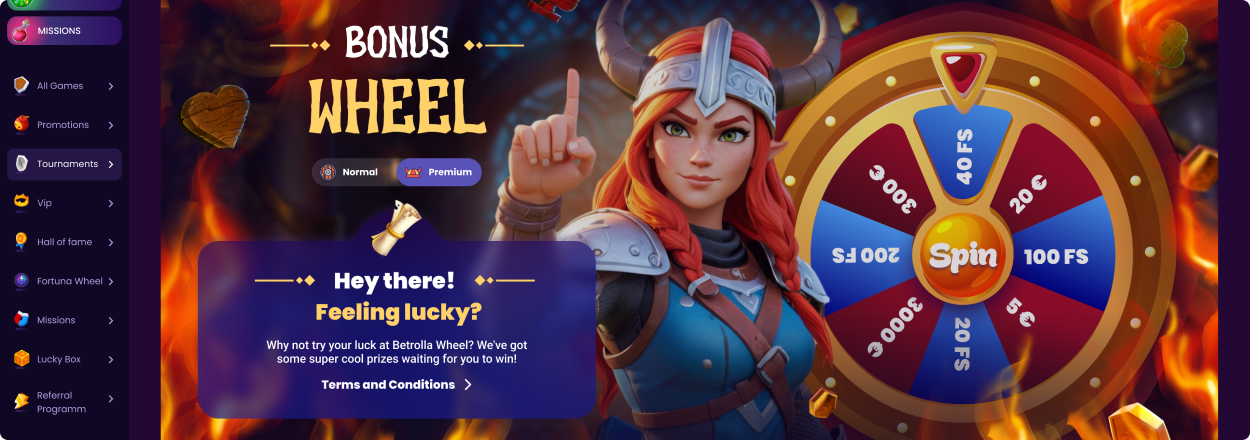 MISSIONS
All Games
Promotions
Tournaments
Vip
Hall of fame
Fortuna Wheel
Missions
Lucky Box
Referral
Programm
BONUS
WHEEL
Normal
Premium
Hey there!
Feeling lucky?
Why not try your luck at Betrolla Wheel? We've got
some super cool prizes waiting for you to win!
Terms and Conditions
40 FS
20 €
100 FS
5 €
20 FS
3000 €
200 FS
300 €
Spin